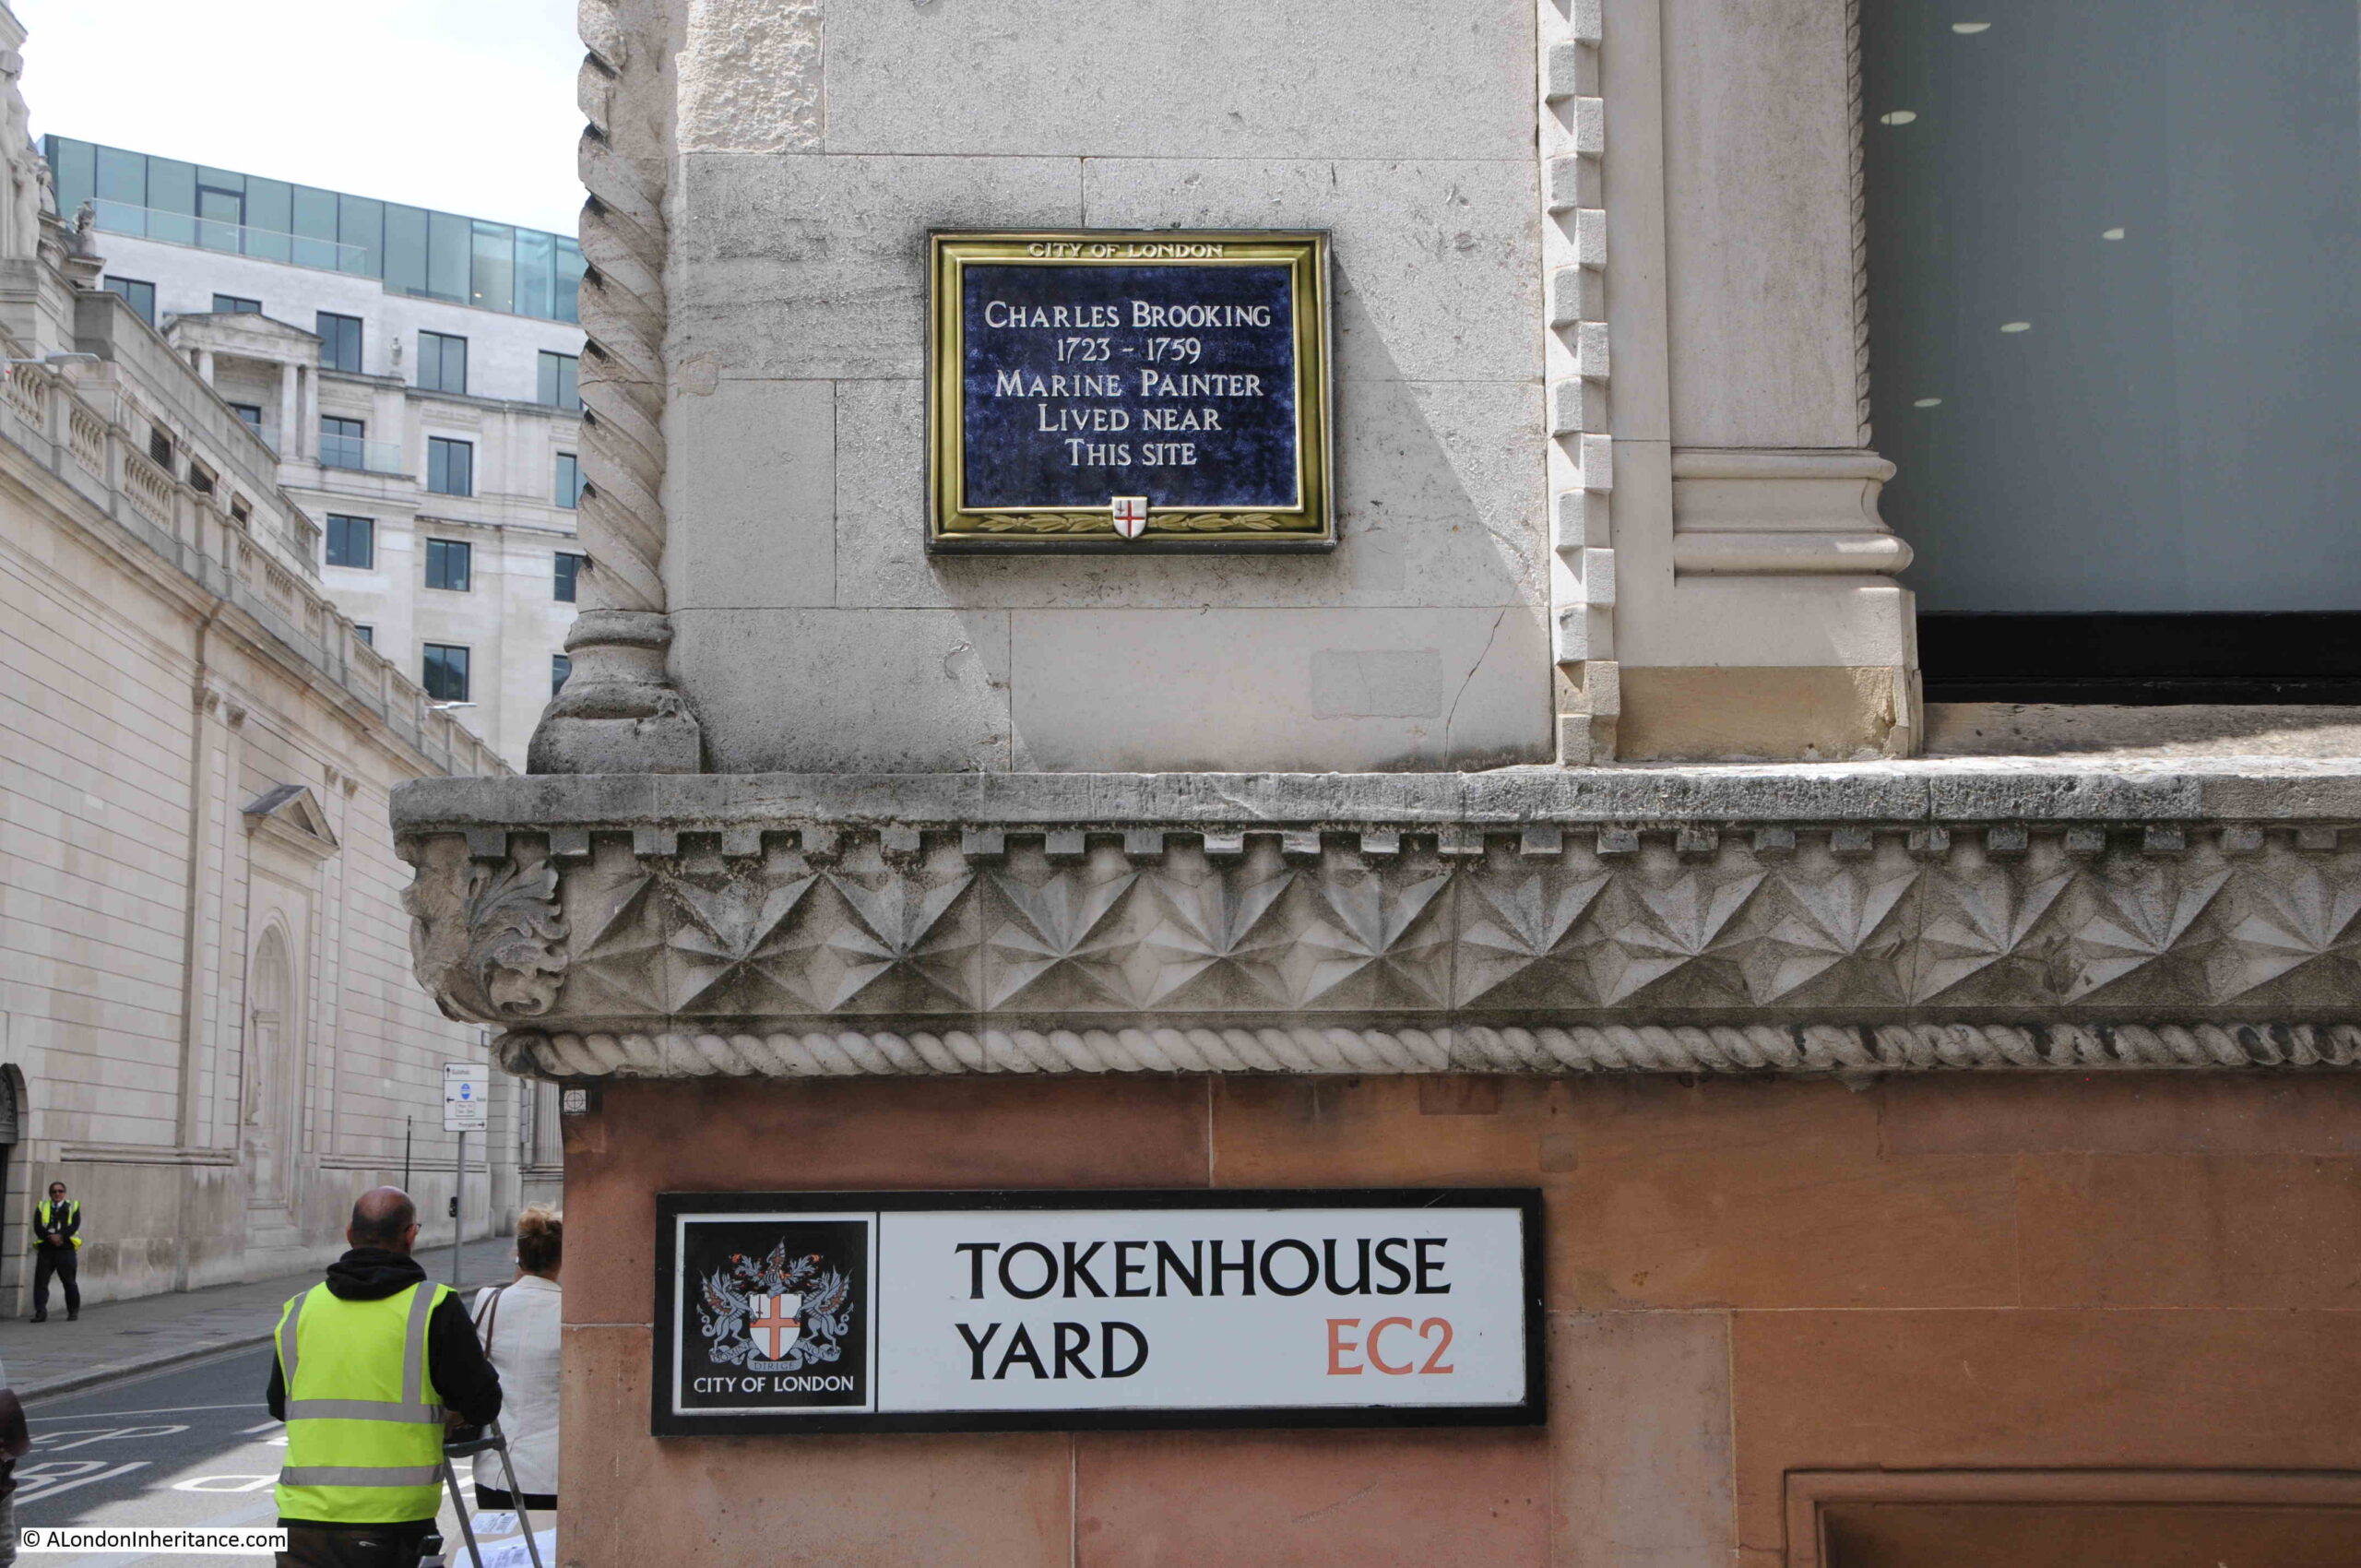 CITY OF LONDON
CHARLES BROOKING
1723 - 1759
MARINE PAINTER
LIVED NEAR
THIS SITE
TOKENHOUSE
YARD EC2
DIRIGE
CITY OF LONDON
© ALondonInheritance.com